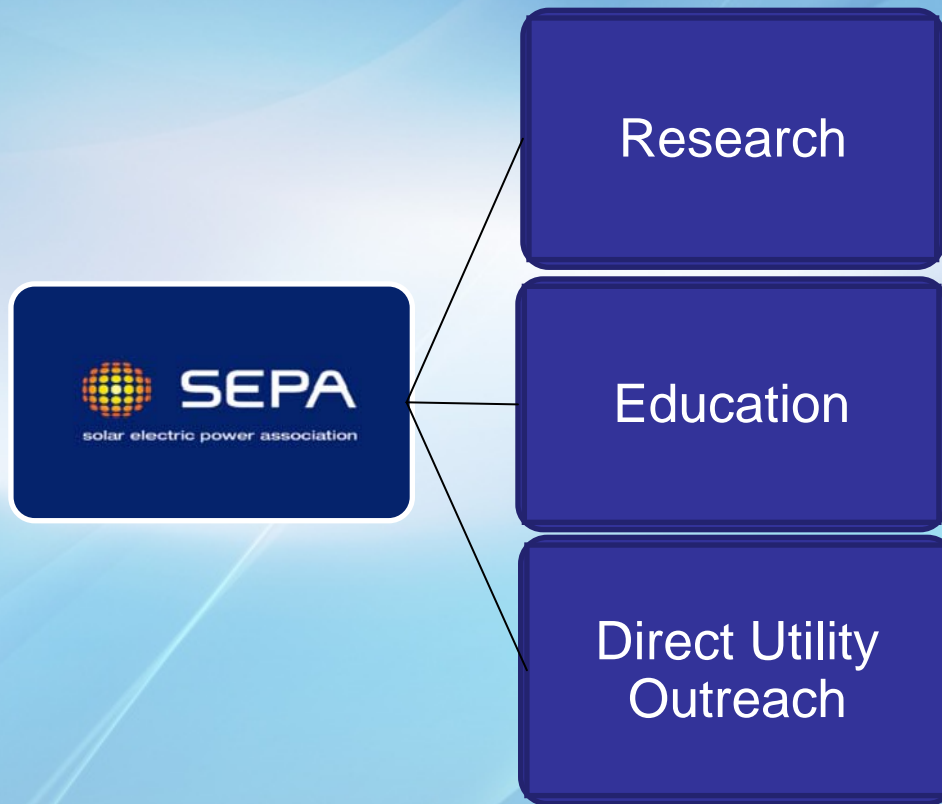 SEPA
solar electric power association
Research
Education
Direct Utility
Outreach